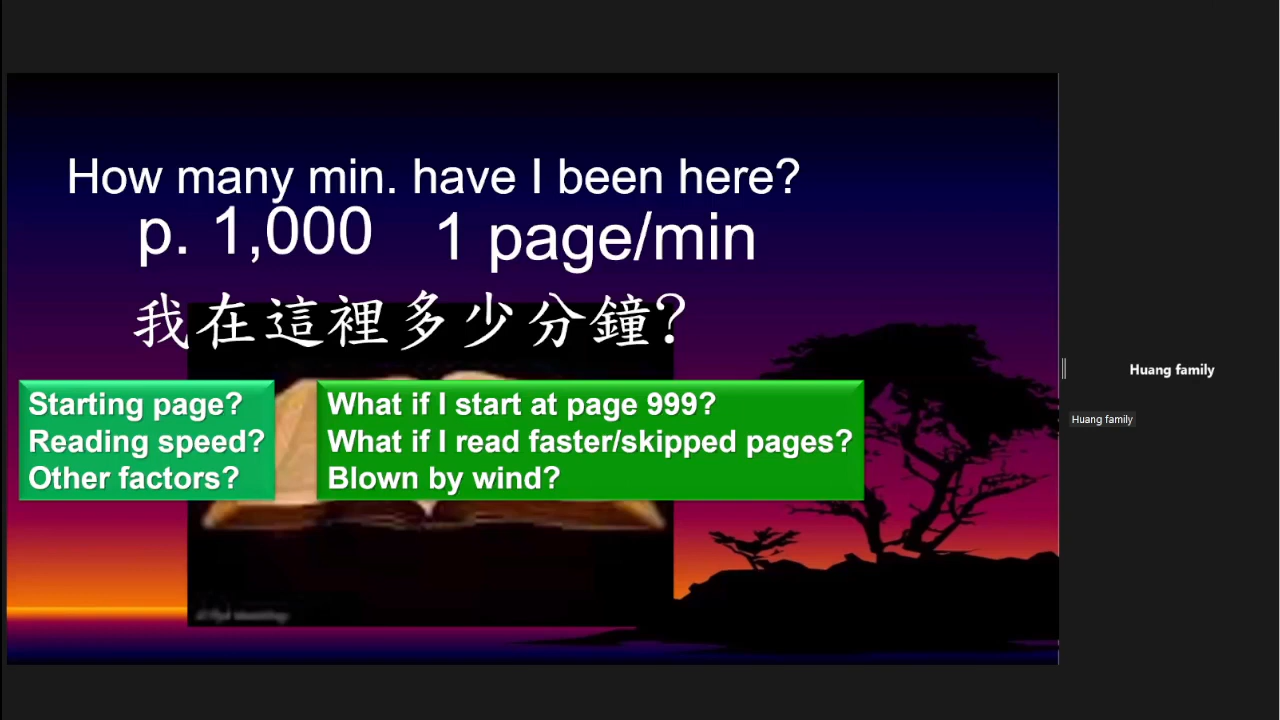 How many min. have I been here?
p. 1,000 1 page/min
我在這裡多少分鐘?
Starting page?
Reading speed?
Other factors?
What if I start at page 999?
What if I read faster/skipped pages?
Blown by wind?
Huang family
Huang family